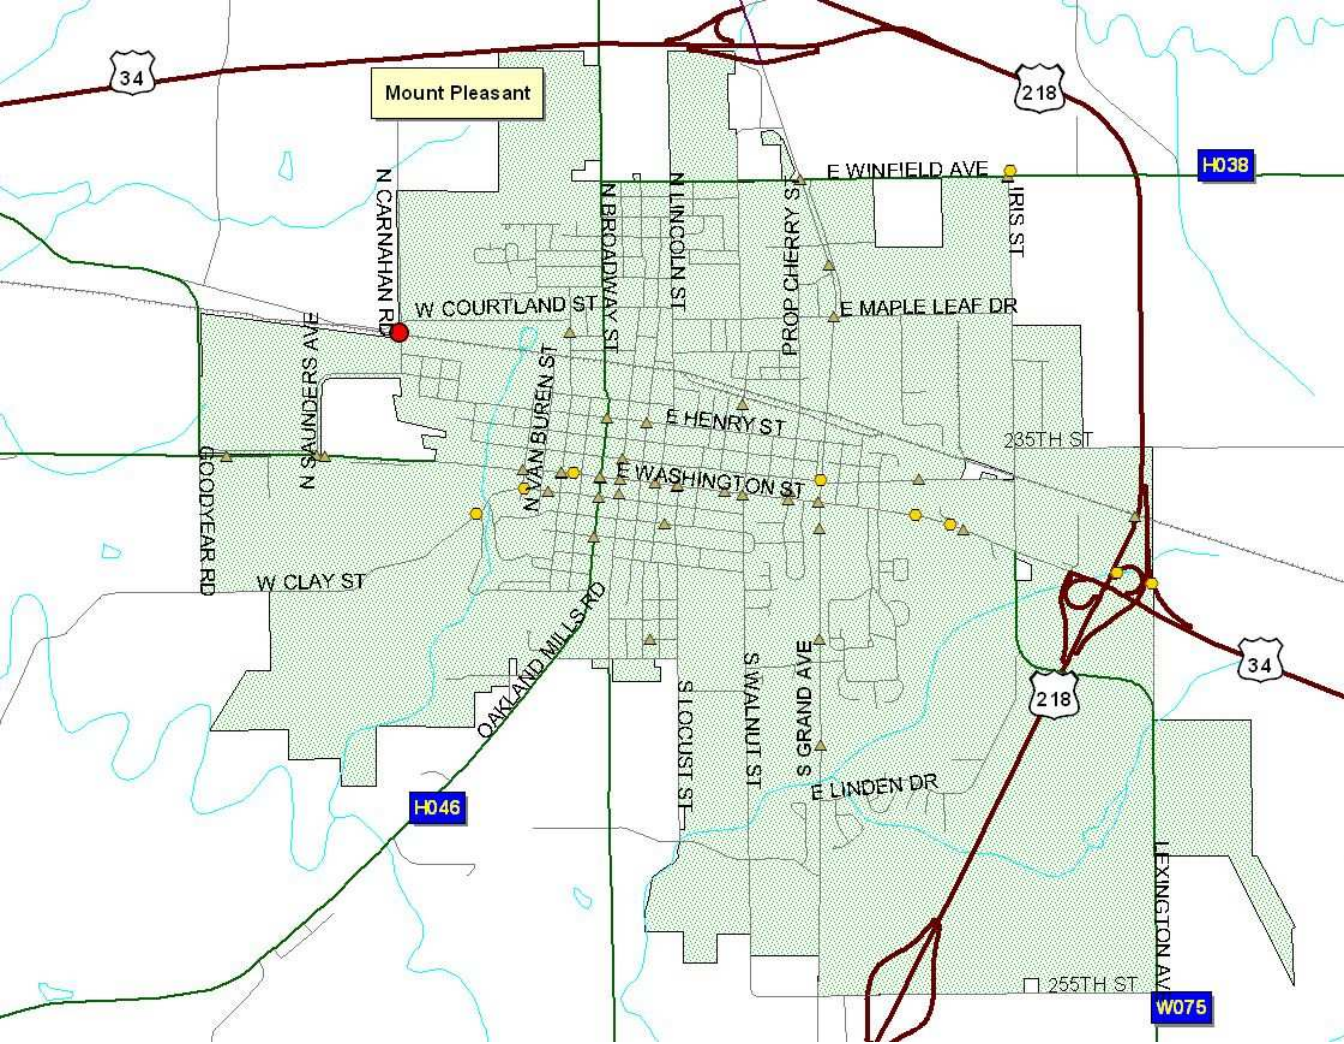 34
Mount Pleasant
218
H038
E WINFIELD AVE
IRIS ST
N CARNAHAN RD
N BROADWAY ST
N LINCOLN ST
PROP CHERRY ST
W COURTLAND ST
E MAPLE LEAF DR
N SAUNDERS AVE
N VAN BUREN ST
E HENRY ST
235TH ST
GOODYEAR RD
E WASHINGTON ST
W CLAY ST
OAKLAND MILLS RD
S LOCUST ST
S WALNUT ST
S GRAND AVE
34
218
E LINDEN DR
H046
LEXINGTON AV
255TH ST
W075